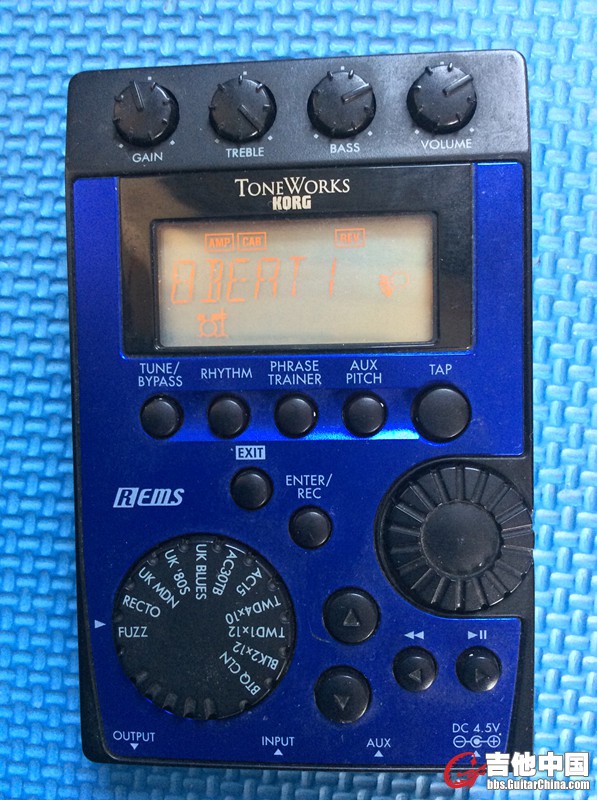 GAIN
TREBLE
BASS
VOLUME
TONEWORKS
KORG
AMP CAB REV
8BEAT 1
TUNE/
BYPASS
RHYTHM
PHRASE
TRAINER
AUX
PITCH
TAP
EXIT
ENTER/
REC
REMS
AC15
AC30TB
UK BLUES
UK '80S
UK MDN
RECTO
FUZZ
TWD4x10
TWD1x12
BLK2x12
BTQ CLN
OUTPUT
INPUT
AUX
DC 4.5V
吉他中国
bbs.GuitarChina.com